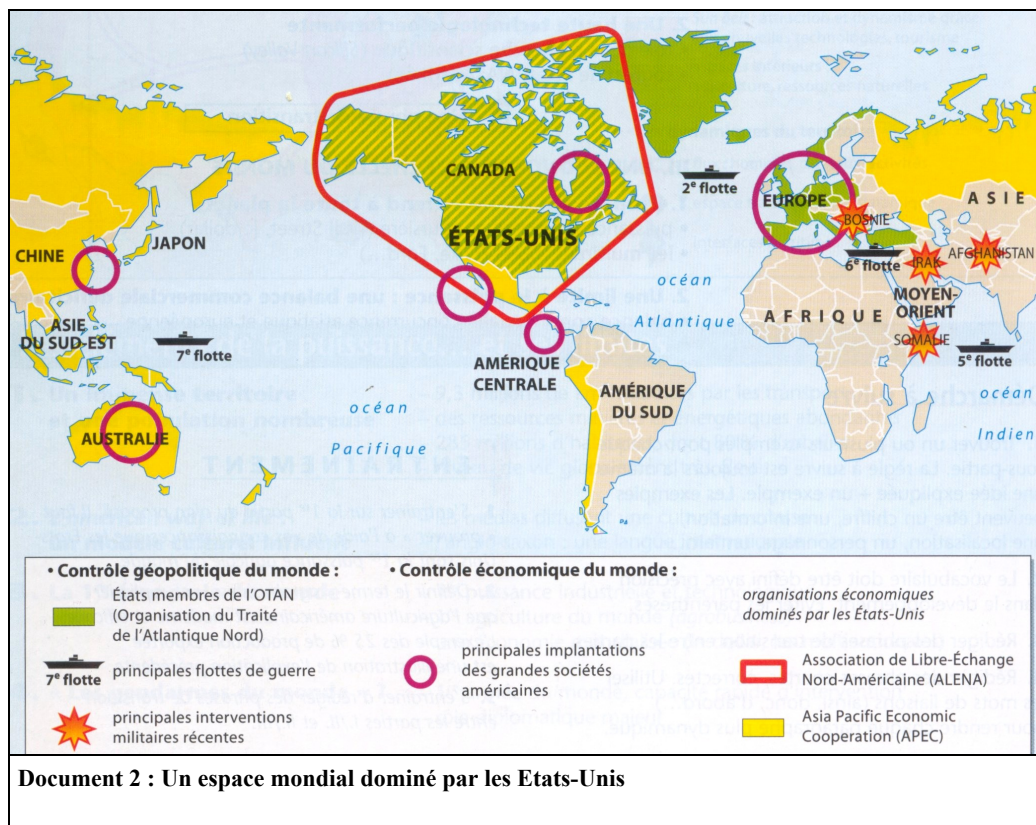 CANADA
ÉTATS-UNIS
2e flotte
EUROPE
BOSNIE
ASIE
AFGHANISTAN
IRAK
6e flotte
MOYEN-
ORIENT
SOMALIE
5e flotte
CHINE
JAPON
ASIE
DU SUD-EST
7e flotte
océan
Atlantique
AFRIQUE
AMÉRIQUE
CENTRALE
AMÉRIQUE
DU SUD
océan
Indien
océan
Pacifique
AUSTRALIE
• Contrôle géopolitique du monde :
États membres de l'OTAN
(Organisation du Traité
de l'Atlantique Nord)
7e flotte
principales flottes de guerre
principales interventions
militaires récentes
• Contrôle économique du monde :
principales implantations
des grandes sociétés
américaines
organisations économiques
dominées par les États-Unis
Association de Libre-Échange
Nord-Américaine (ALENA)
Asia Pacific Economic
Cooperation (APEC)
Document 2 : Un espace mondial dominé par les Etats-Unis